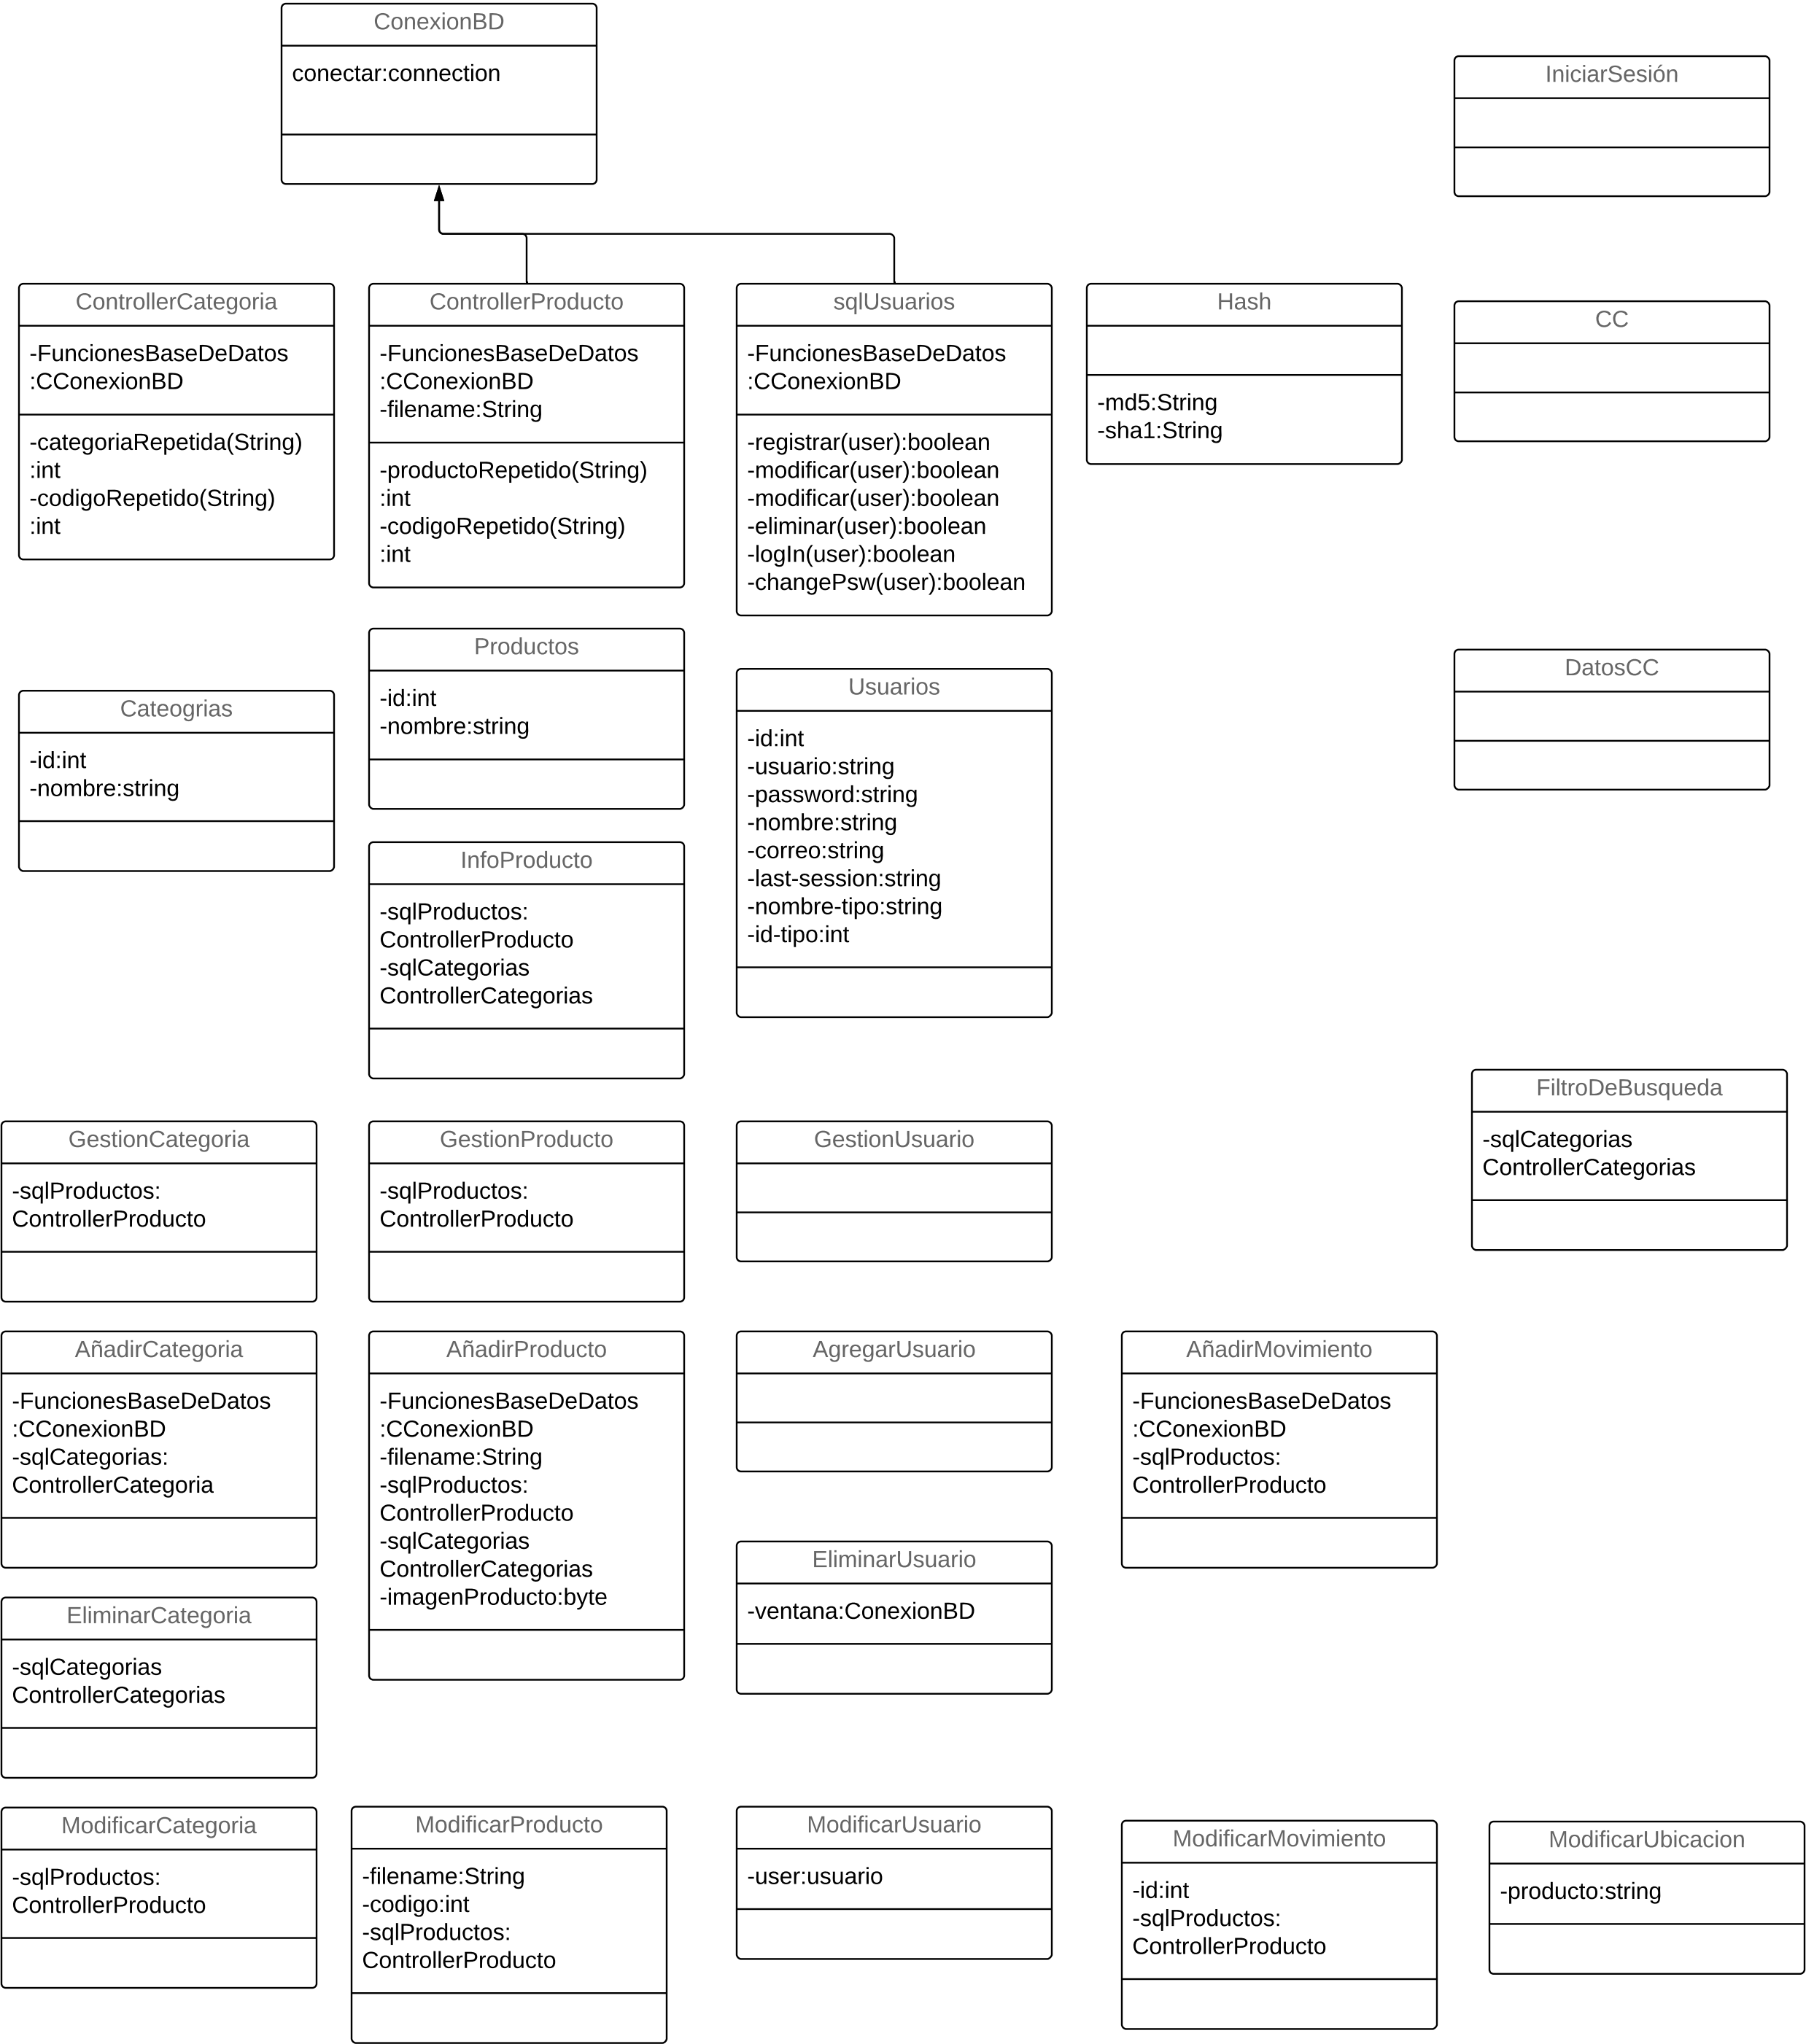 ConexionBD
conectar:connection
IniciarSesión
ControllerCategoria
-FuncionesBaseDeDatos
:CConexionBD
-categoriaRepetida(String)
:int
-codigoRepetido(String)
:int
ControllerProducto
-FuncionesBaseDeDatos
:CConexionBD
-filename:String
-productoRepetido(String)
:int
-codigoRepetido(String)
:int
sqlUsuarios
-FuncionesBaseDeDatos
:CConexionBD
-registrar(user):boolean
-modificar(user):boolean
-modificar(user):boolean
-eliminar(user):boolean
-logIn(user):boolean
-changePsw(user):boolean
Hash
-md5:String
-sha1:String
CC
Cateogrias
-id:int
-nombre:string
Productos
-id:int
-nombre:string
InfoProducto
-sqlProductos:
ControllerProducto
-sqlCategorias
ControllerCategorias
Usuarios
-id:int
-usuario:string
-password:string
-nombre:string
-correo:string
-last-session:string
-nombre-tipo:string
-id-tipo:int
DatosCC
FiltroDeBusqueda
-sqlCategorias
ControllerCategorias
GestionCategoria
-sqlProductos:
ControllerProducto
GestionProducto
-sqlProductos:
ControllerProducto
GestionUsuario
AñadirCategoria
-FuncionesBaseDeDatos
:CConexionBD
-sqlCategorias:
ControllerCategoria
AñadirProducto
-FuncionesBaseDeDatos
:CConexionBD
-filename:String
-sqlProductos:
ControllerProducto
-sqlCategorias
ControllerCategorias
-imagenProducto:byte
AgregarUsuario
AñadirMovimiento
-FuncionesBaseDeDatos
:CConexionBD
-sqlProductos:
ControllerProducto
EliminarUsuario
-ventana:ConexionBD
EliminarCategoria
-sqlCategorias
ControllerCategorias
ModificarCategoria
-sqlProductos:
ControllerProducto
ModificarProducto
-filename:String
-codigo:int
-sqlProductos:
ControllerProducto
ModificarUsuario
-user:usuario
ModificarMovimiento
-id:int
-sqlProductos:
ControllerProducto
ModificarUbicacion
-producto:string